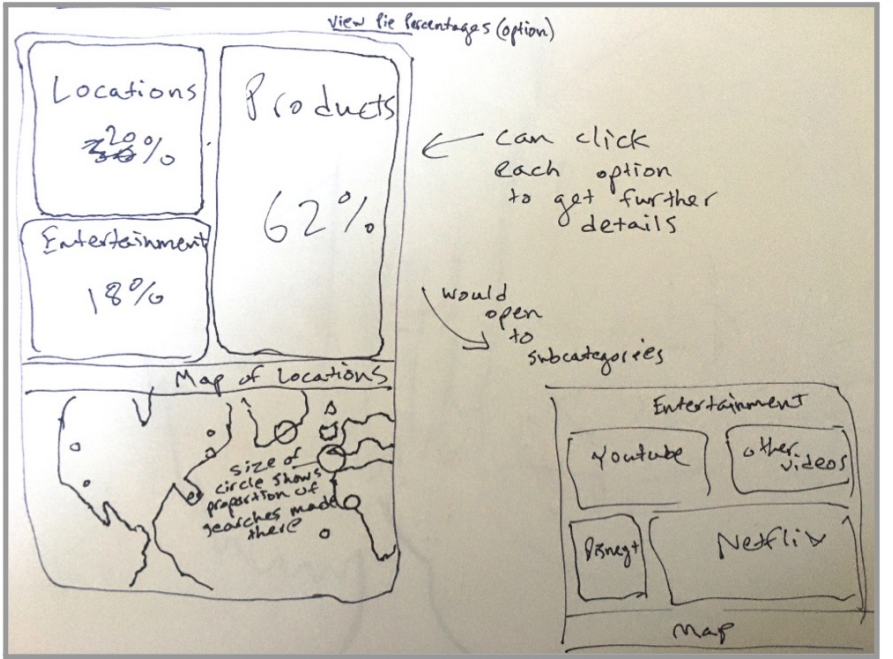 View Pie Percentages (option)
Locations
20%
Products
62%
Entertainment
18%
can click
each option
to get further
details
would
open
to
subcategories
Map of Locations
size of
circle shows
proportion of
searches made
there
Entertainment
Youtube
other
videos
Disney+
Netflix
Map